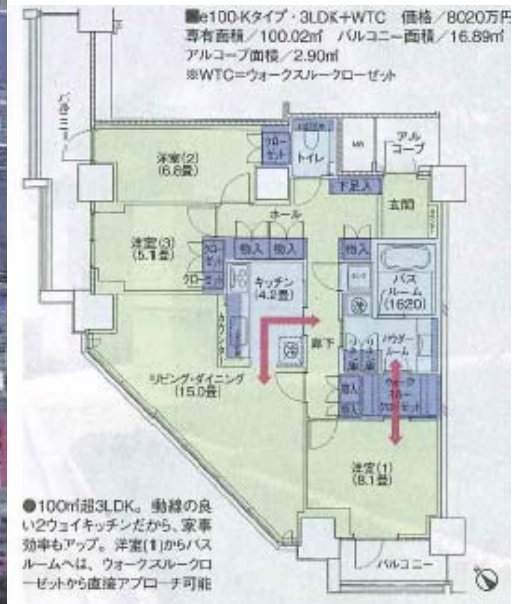 ■e100-Kタイプ・3LDK+WTC 価格／8020万円
専有面積／100.02㎡ バルコニー面積／16.89㎡
アルコープ面積／2.90㎡
※WTC=ウォークスルークローゼット
バルコニー
洋室(2)
(6.8畳)
クロー
ゼット
トイレ
MB
アル
コープ
下足入
玄関
ホール
洋室(3)
(5.1畳)
クローゼット
物入
物入
物入
キッチン
(4.2畳)
カウンター
バス
ルーム
(1620)
廊下
パウダー
ルーム
リビング・ダイニング
(15.0畳)
物入
物入
ウォーク
スルー
クローゼット
洋室(1)
(8.1畳)
バルコニー
●100㎡超3LDK。動線の良
い2ウェイキッチンだから、家事
効率もアップ。洋室(1)からバス
ルームへは、ウォークスルークロ
ーゼットから直接アプローチ可能